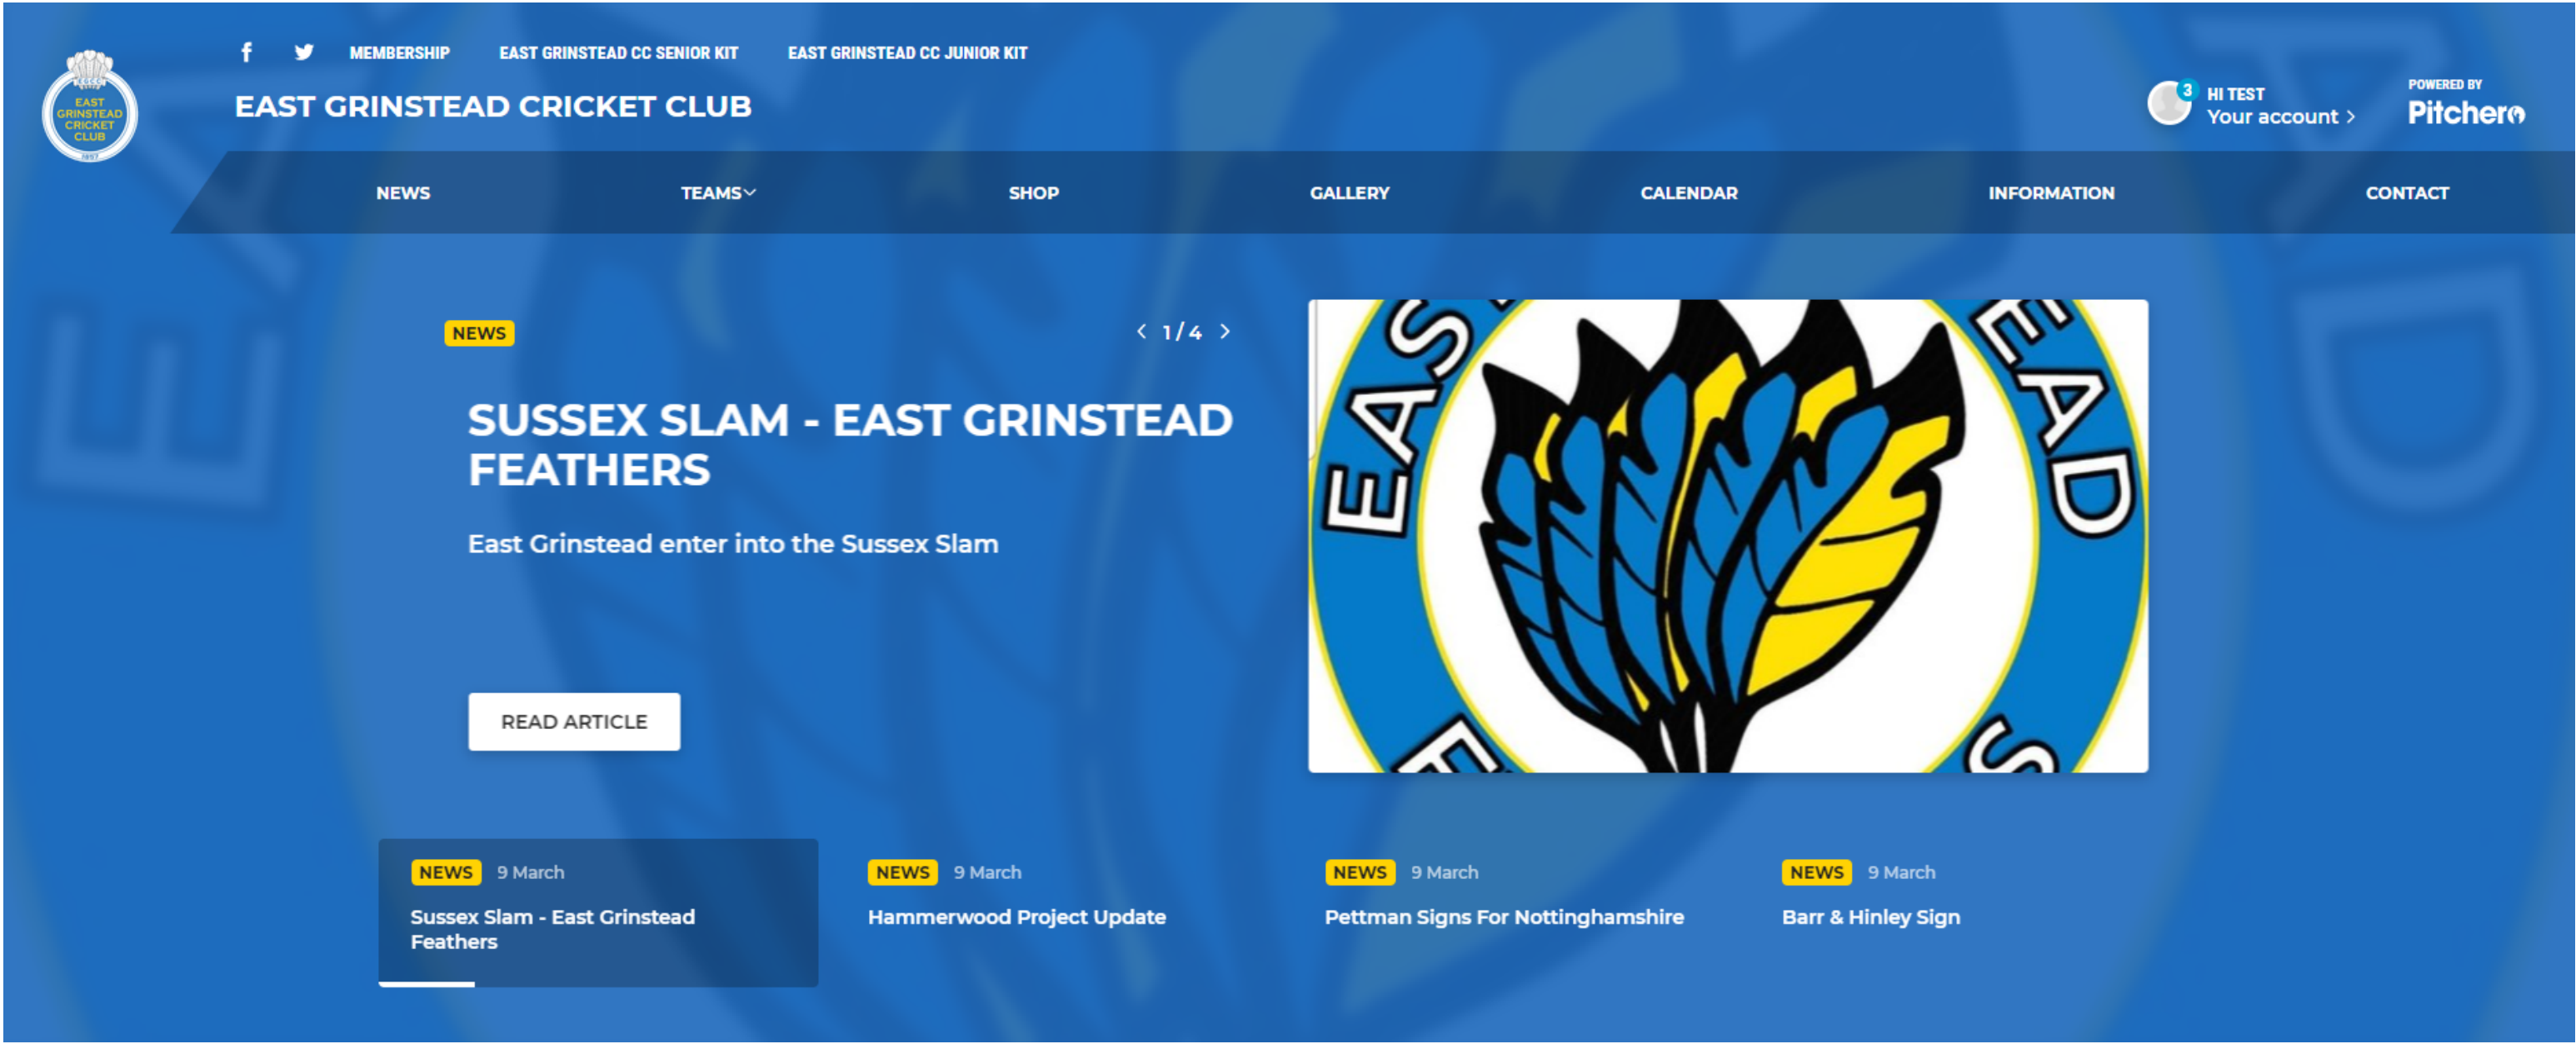 MEMBERSHIP
EAST GRINSTEAD CC SENIOR KIT
EAST GRINSTEAD CC JUNIOR KIT
EAST
GRINSTEAD
CRICKET
CLUB
1857
EAST GRINSTEAD CRICKET CLUB
3
HI TEST
Your account >
POWERED BY
Pitchero
NEWS
TEAMS
SHOP
GALLERY
CALENDAR
INFORMATION
CONTACT
NEWS
< 1 / 4 >
SUSSEX SLAM - EAST GRINSTEAD
FEATHERS
East Grinstead enter into the Sussex Slam
READ ARTICLE
EAS
EAD
E
S
NEWS 9 March
Sussex Slam - East Grinstead
Feathers
NEWS 9 March
Hammerwood Project Update
NEWS 9 March
Pettman Signs For Nottinghamshire
NEWS 9 March
Barr & Hinley Sign